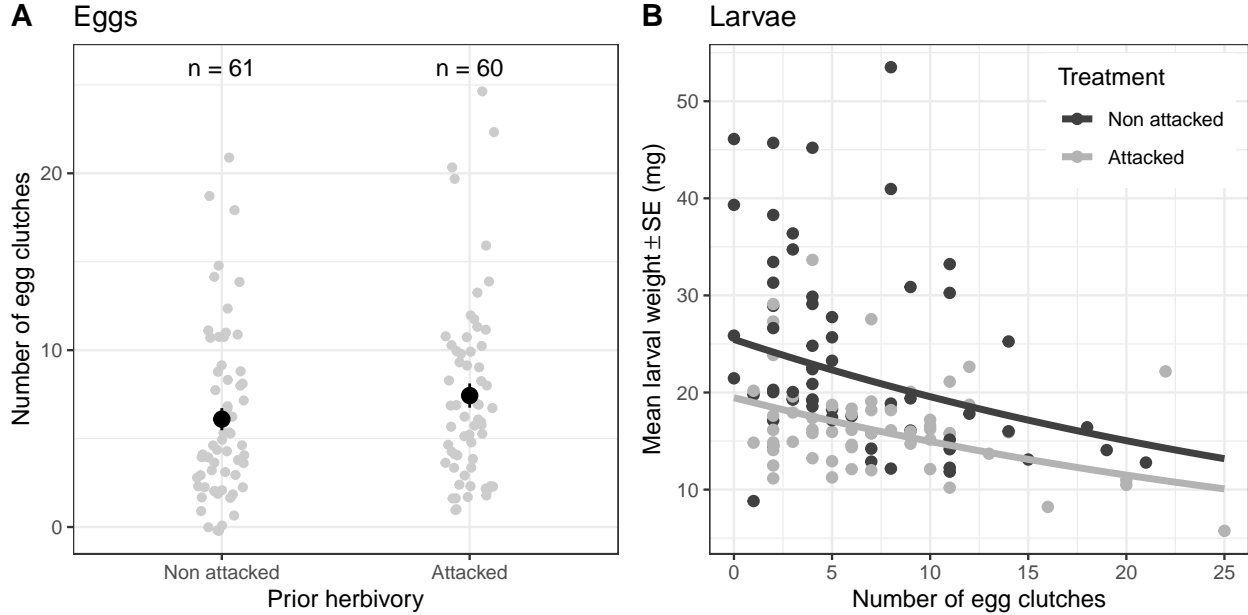 A Eggs
n = 61
n = 60
20
10
0
Number of egg clutches
Non attacked
Attacked
Prior herbivory
B Larvae
Treatment
Non attacked
Attacked
50
40
30
20
10
Mean larval weight ± SE (mg)
0 5 10 15 20 25
Number of egg clutches